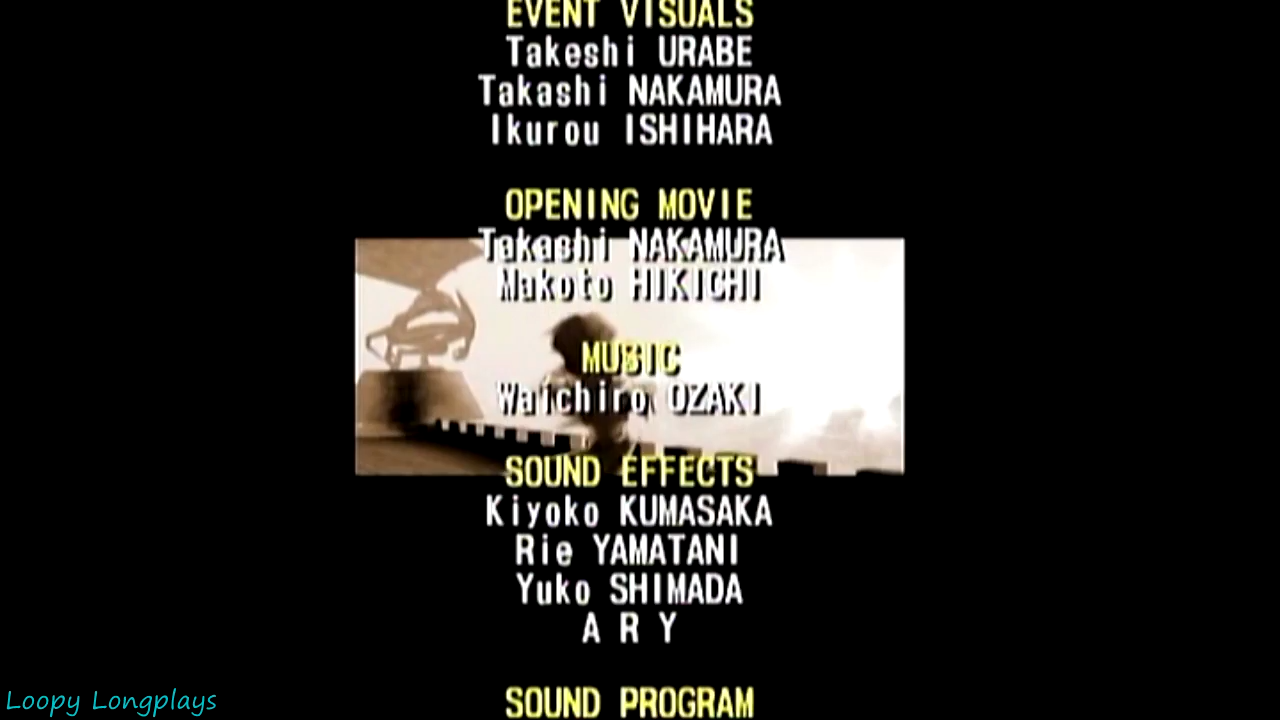 EVENT VISUALS
Takeshi URABE
Takashi NAKAMURA
Ikurou ISHIHARA
OPENING MOVIE
Takashi NAKAMURA
Makoto HIKICHI
MUSIC
Waichiro OZAKI
SOUND EFFECTS
Kiyoko KUMASAKA
Rie YAMATANI
Yuko SHIMADA
A R Y
SOUND PROGRAM
Loopy Longplays